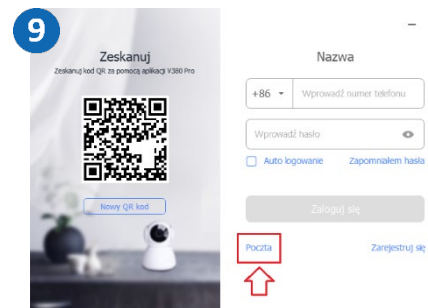 9
Zeskanuj
Zeskanuj kod QR za pomocą aplikacji V380 Pro
Nowy QR kod
Nazwa
+86
Wprowadź numer telefonu
Wprowadź hasło
Auto logowanie
Zapomniałem hasła
Zaloguj się
Poczta
Zarejestruj się